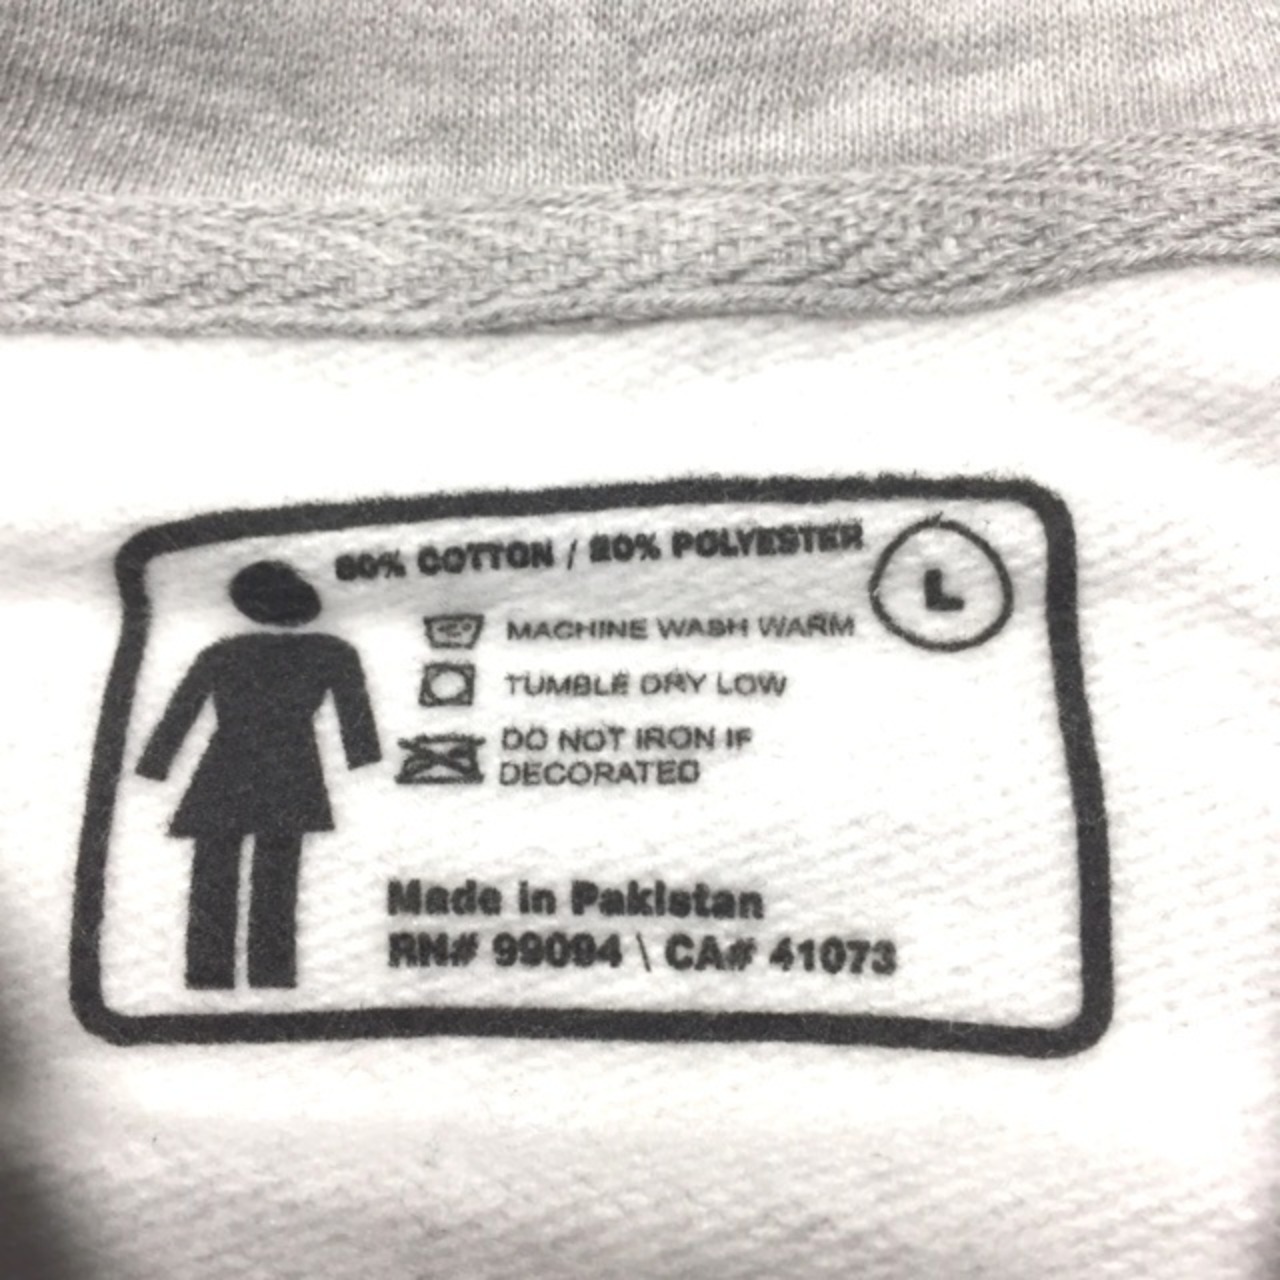 80% COTTON / 20% POLYESTER
L
MACHINE WASH WARM
TUMBLE DRY LOW
DO NOT IRON IF
DECORATED
Made in Pakistan
RN# 99094 \ CA# 41073